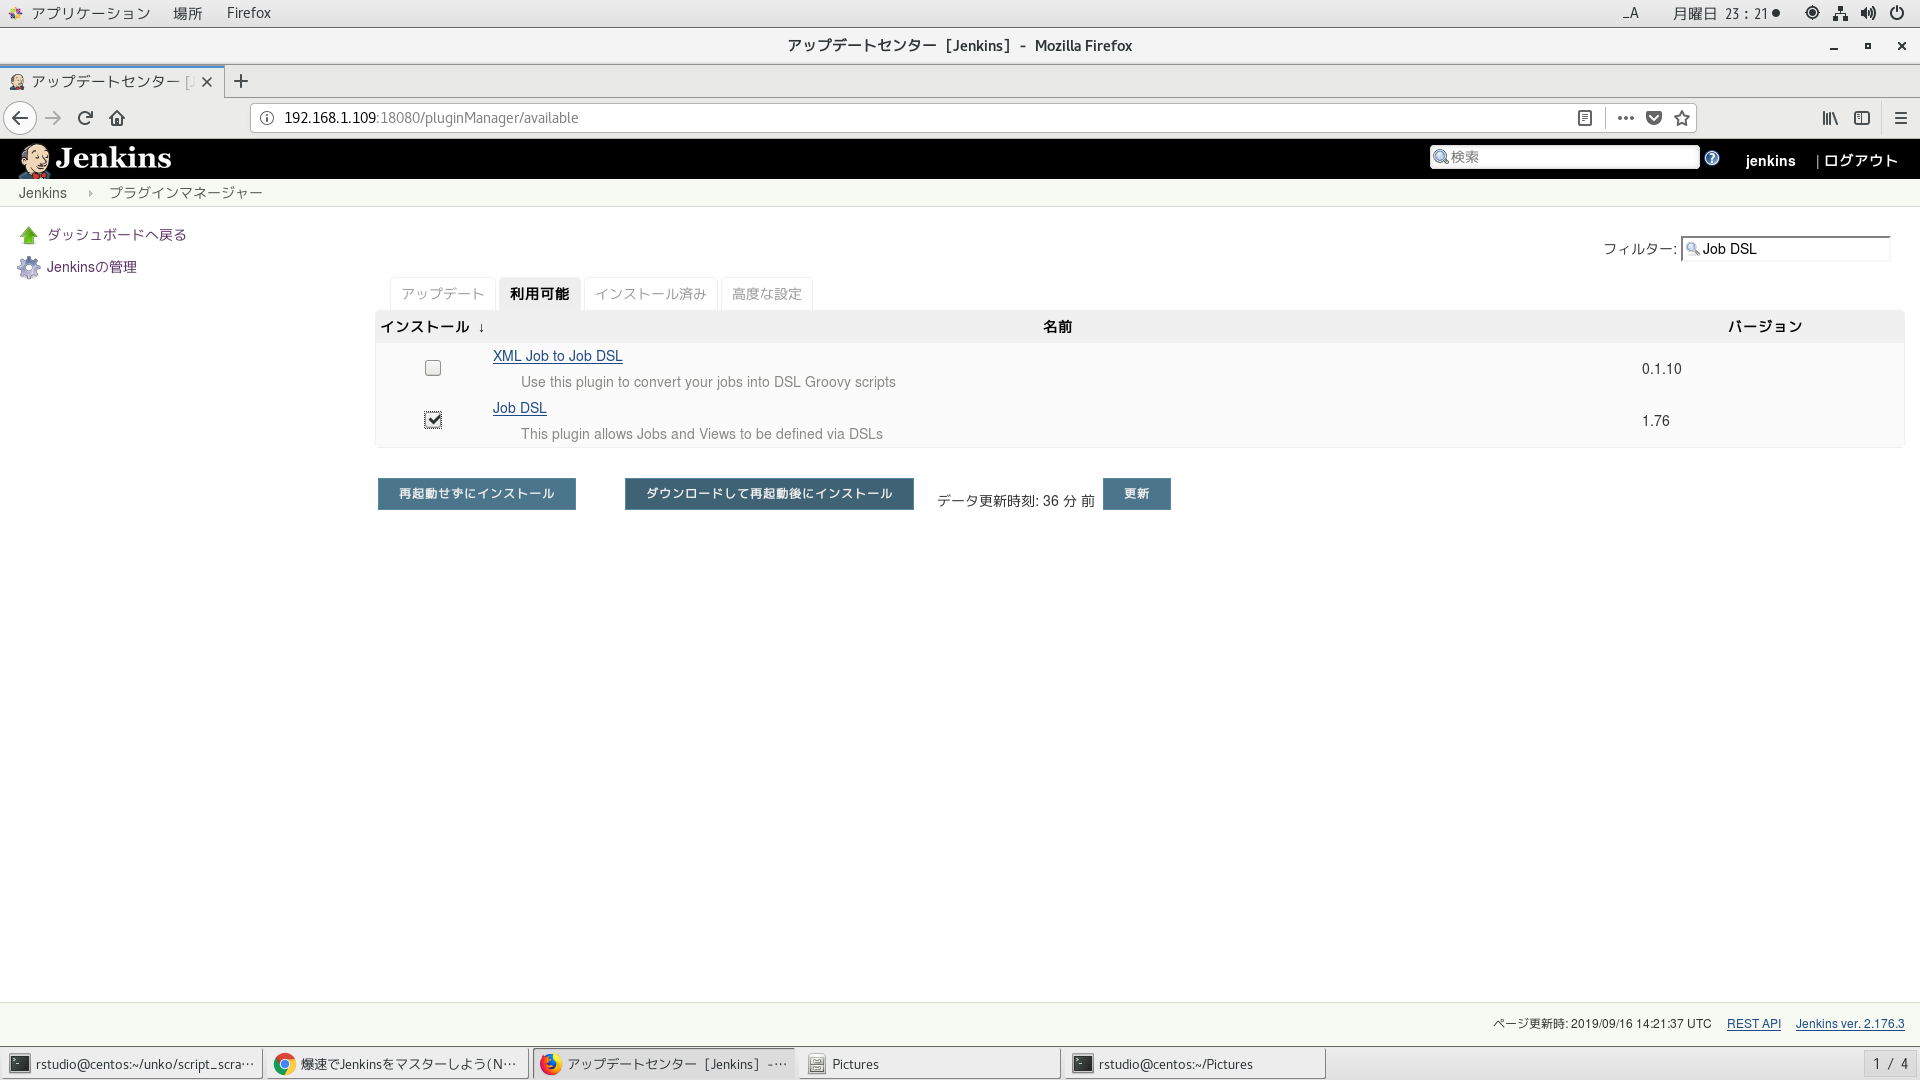 アプリケーション 場所 Firefox _A 月曜日 23 : 21
アップデートセンター [Jenkins] - Mozilla Firefox
アップデートセンター [J
192.168.1.109:18080/pluginManager/available
Jenkins 検索 jenkins | ログアウト
Jenkins プラグインマネージャー
ダッシュボードへ戻る
フィルター: Job DSL
Jenkinsの管理
アップデート 利用可能 インストール済み 高度な設定
インストール ↓ 名前 バージョン
XML Job to Job DSL
Use this plugin to convert your jobs into DSL Groovy scripts
0.1.10
Job DSL
This plugin allows Jobs and Views to be defined via DSLs
1.76
再起動せずにインストール ダウンロードして再起動後にインストール データ更新時刻: 36 分 前 更新
ページ更新時: 2019/09/16 14:21:37 UTC REST API Jenkins ver. 2.176.3
rstudio@centos:~/unko/script_scra… 爆速でJenkinsをマスターしよう(N… アップデートセンター [Jenkins] -… Pictures rstudio@centos:~/Pictures 1 / 4